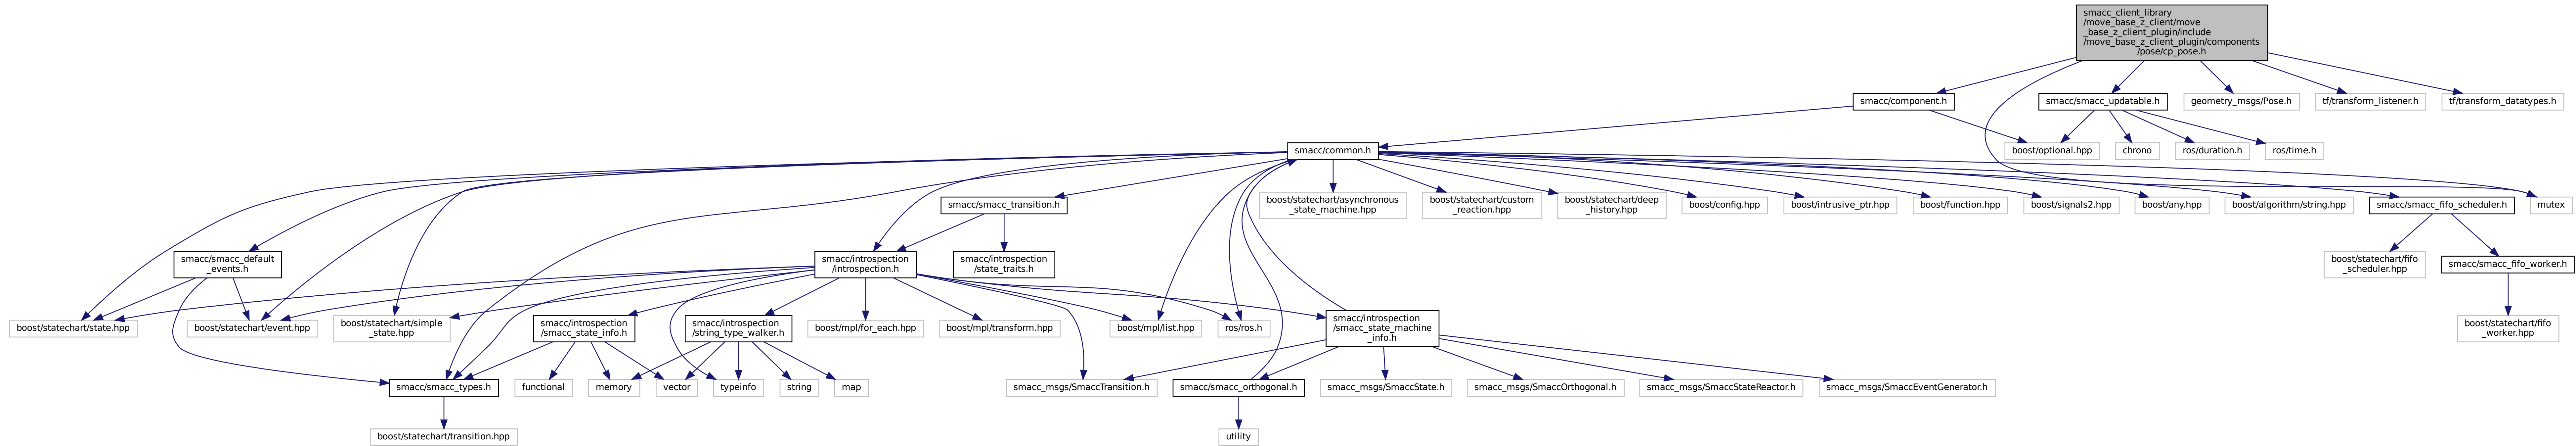 smacc_client_library
/move_base_z_client/move
_base_z_client_plugin/include
/move_base_z_client_plugin/components
/pose/cp_pose.h
smacc/component.h
smacc/smacc_updatable.h
geometry_msgs/Pose.h
tf/transform_listener.h
tf/transform_datatypes.h
smacc/common.h
boost/optional.hpp
chrono
ros/duration.h
ros/time.h
smacc/smacc_transition.h
boost/statechart/asynchronous
_state_machine.hpp
boost/statechart/custom
_reaction.hpp
boost/statechart/deep
_history.hpp
boost/config.hpp
boost/intrusive_ptr.hpp
boost/function.hpp
boost/signals2.hpp
boost/any.hpp
boost/algorithm/string.hpp
smacc/smacc_fifo_scheduler.h
mutex
smacc/smacc_default
_events.h
smacc/introspection
/introspection.h
smacc/introspection
/state_traits.h
boost/statechart/fifo
_scheduler.hpp
smacc/smacc_fifo_worker.h
boost/statechart/state.hpp
boost/statechart/event.hpp
boost/statechart/simple
_state.hpp
smacc/introspection
/smacc_state_info.h
smacc/introspection
/string_type_walker.h
boost/mpl/for_each.hpp
boost/mpl/transform.hpp
boost/mpl/list.hpp
ros/ros.h
smacc/introspection
/smacc_state_machine
_info.h
boost/statechart/fifo
_worker.hpp
smacc/smacc_types.h
functional
memory
vector
typeinfo
string
map
smacc_msgs/SmaccTransition.h
smacc/smacc_orthogonal.h
smacc_msgs/SmaccState.h
smacc_msgs/SmaccOrthogonal.h
smacc_msgs/SmaccStateReactor.h
smacc_msgs/SmaccEventGenerator.h
boost/statechart/transition.hpp
utility